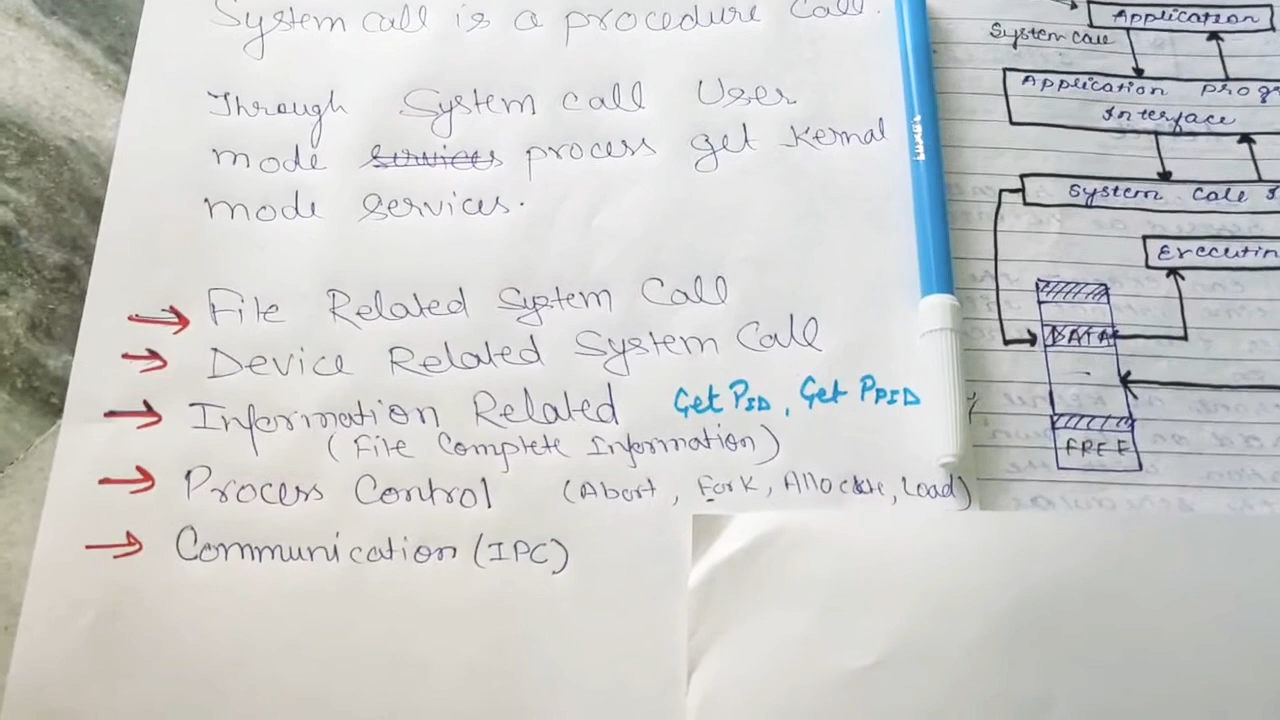 System call is a procedure call.
Through System call User
mode services process get Kernal
mode services.
File Related System Call
Device Related System Call
Information Related Get PID, Get PPID
(File Complete Information)
Process Control (Abort, Fork, Allocate, Load)
Communication (IPC)
Application
System call
Application prog
Interface
System Call I
Executin
DATA
FREE